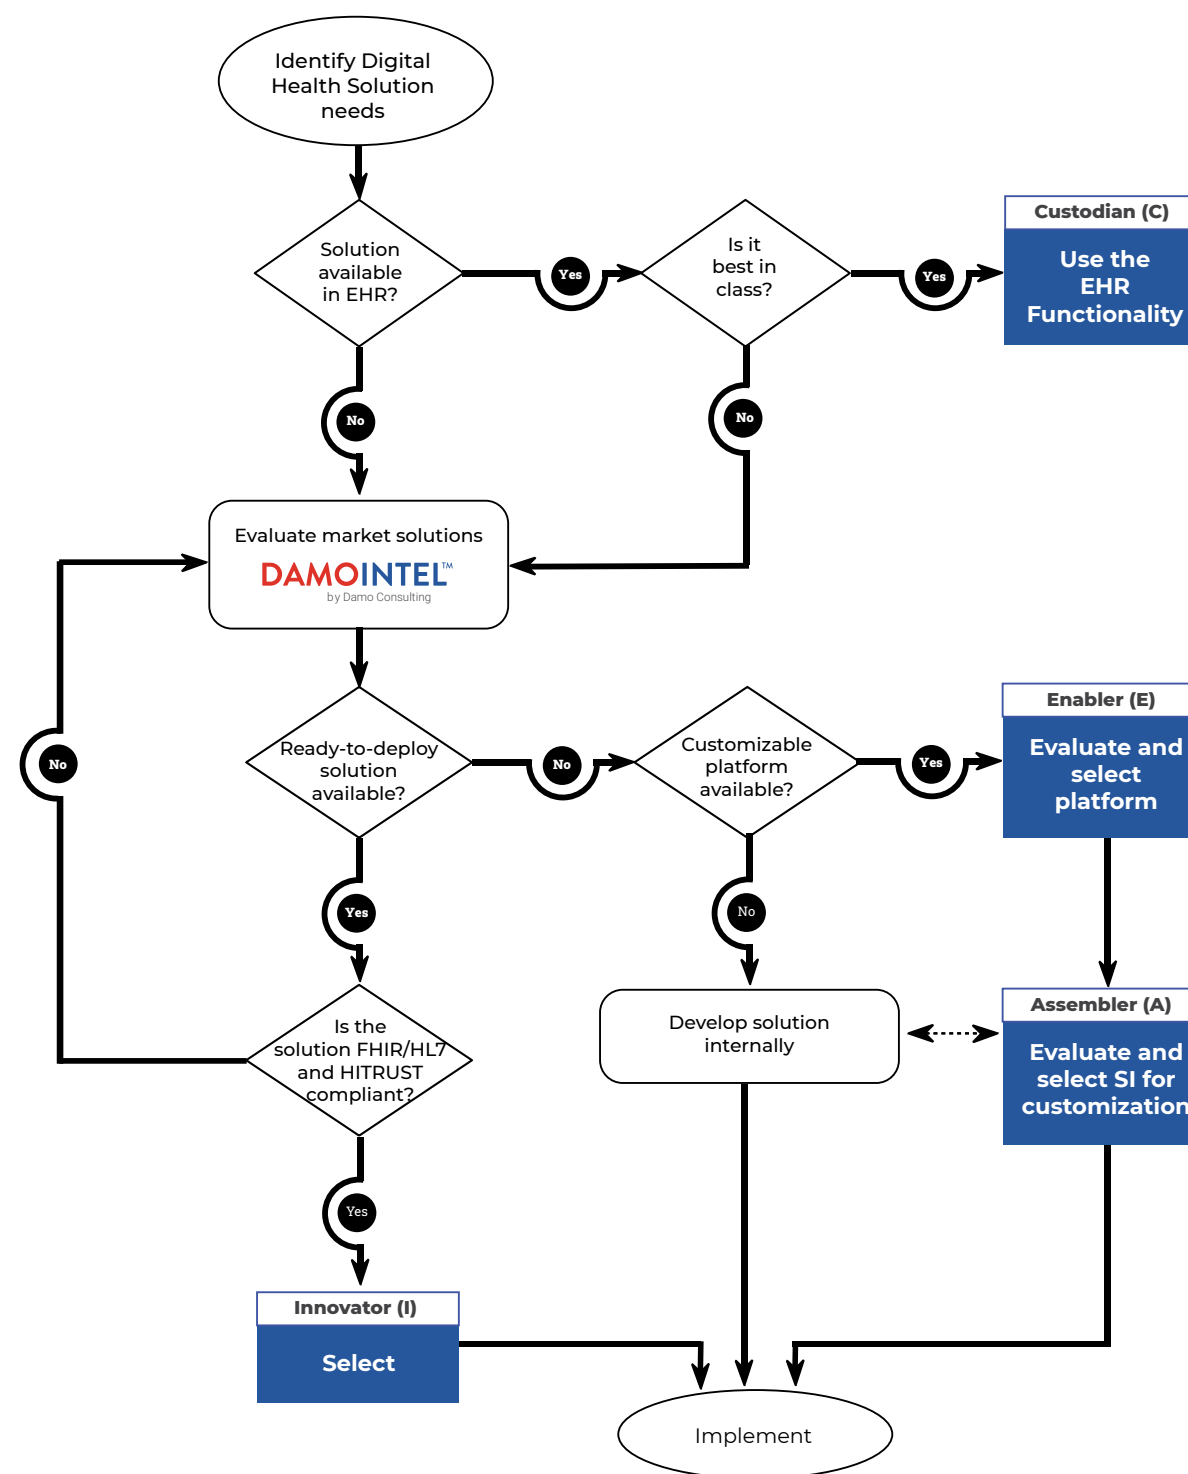 Identify Digital
Health Solution
needs
Solution
available
in EHR?
Yes
Is it
best in
class?
Yes
Custodian (C)
Use the
EHR
Functionality
No
No
Evaluate market solutions
DAMOINTEL™
by Damo Consulting
No
Ready-to-deploy
solution
available?
No
Customizable
platform
available?
Yes
Enabler (E)
Evaluate and
select
platform
Yes
No
Is the
solution FHIR/HL7
and HITRUST
compliant?
Develop solution
internally
Assembler (A)
Evaluate and
select SI for
customization
Yes
Innovator (I)
Select
Implement